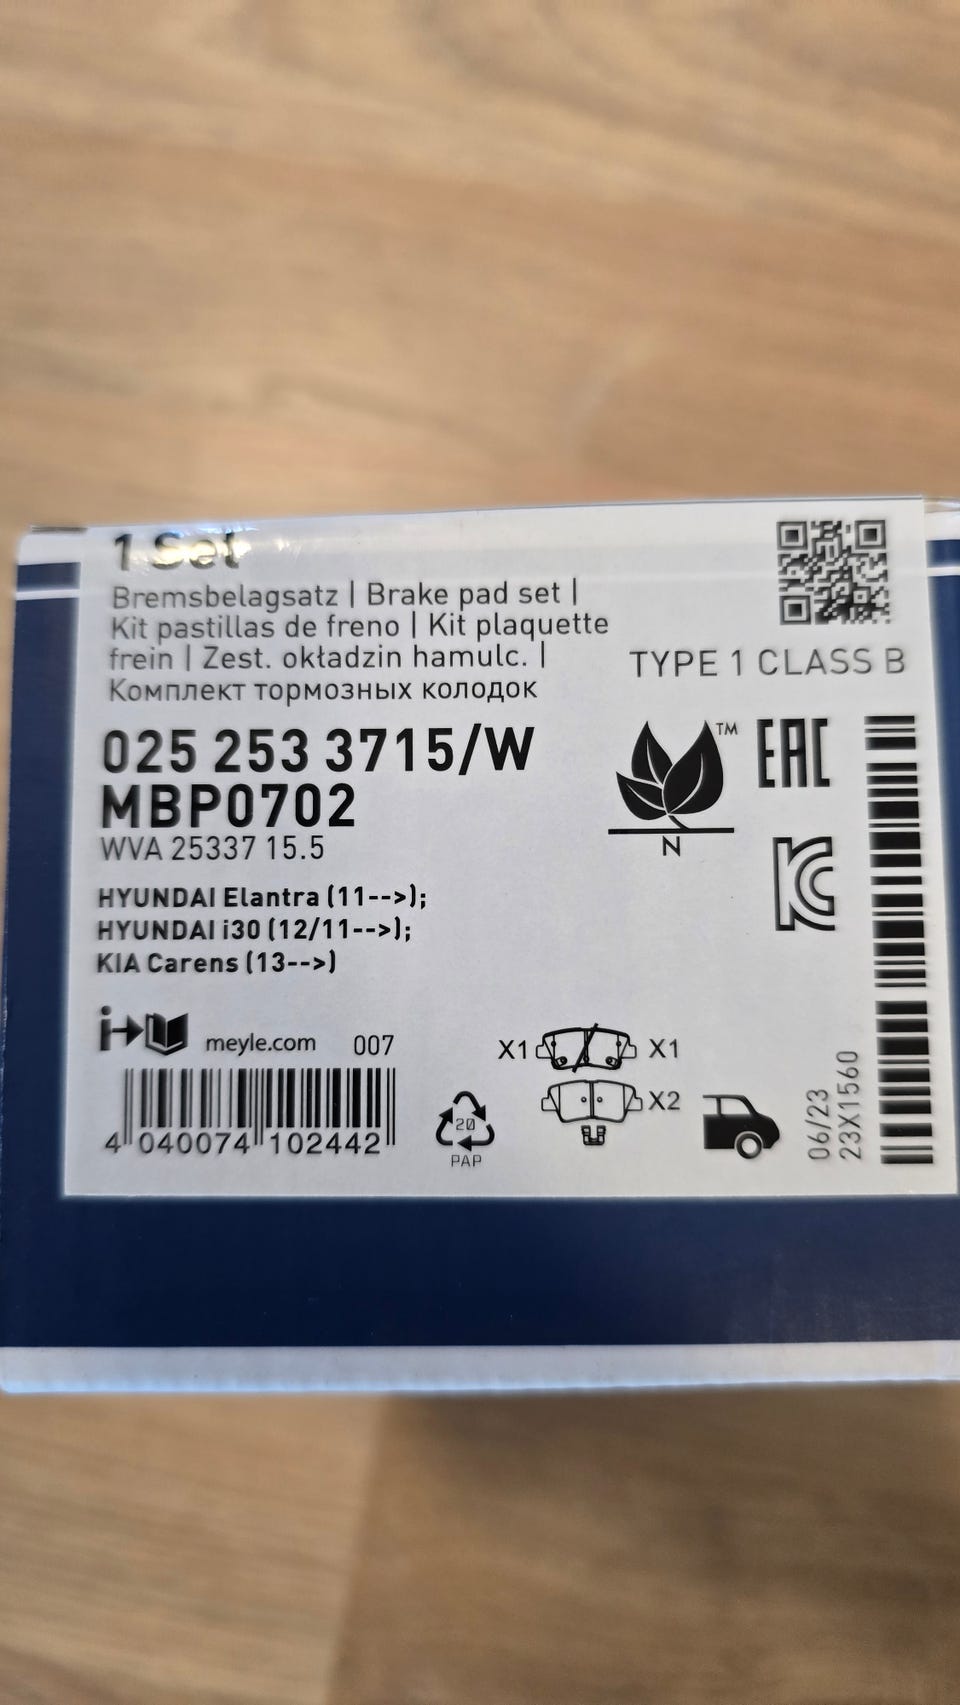 1 Set
Bremsbelagsatz | Brake pad set |
Kit pastillas de freno | Kit plaquette
frein | Zest. okładzin hamulc. |
Комплект тормозных колодок
TYPE 1 CLASS B
025 253 3715/W
MBP0702
WVA 25337 15.5
TM
N
EAC
HYUNDAI Elantra (11-->);
HYUNDAI i30 (12/11-->);
KIA Carens (13-->)
i
meyle.com 007
4 040074 102442
20
PAP
X1 X1
X2
06/23
23X1560